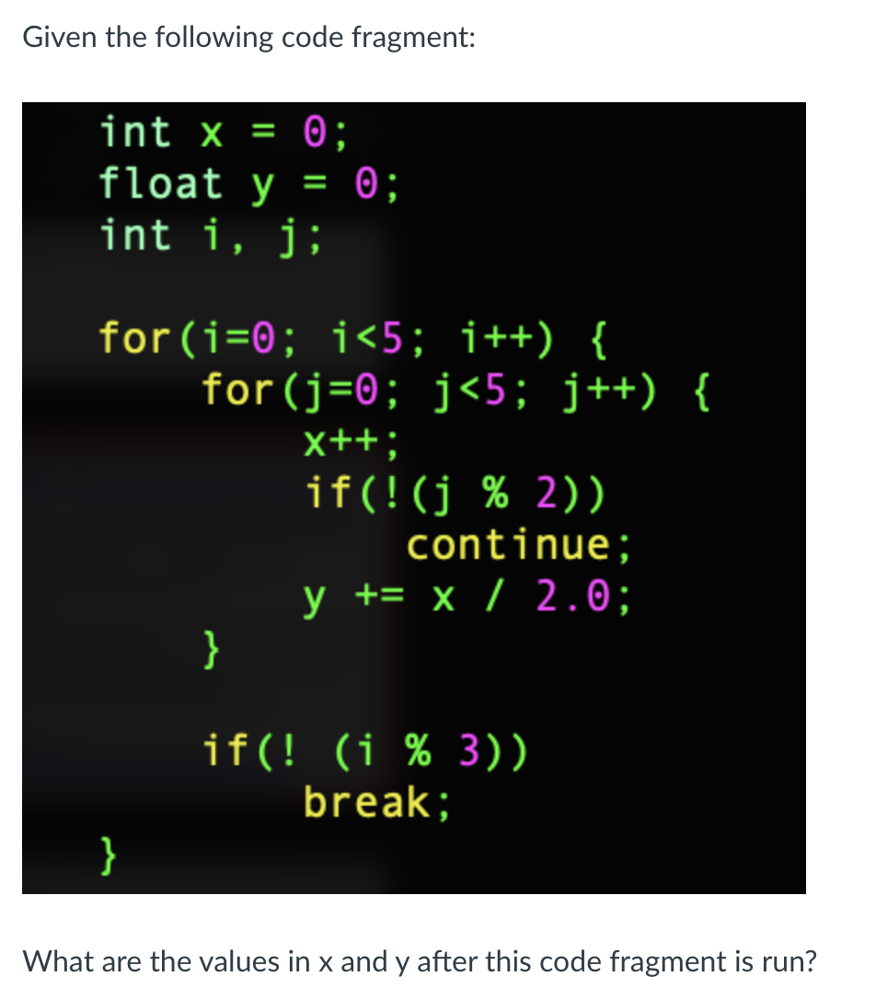 Given the following code fragment:
int x = 0;
float y = 0;
int i, j;
for(i=0; i<5; i++) {
for(j=0; j<5; j++) {
x++;
if(!(j % 2))
continue;
y += x / 2.0;
}
if(! (i % 3))
break;
}
What are the values in x and y after this code fragment is run?